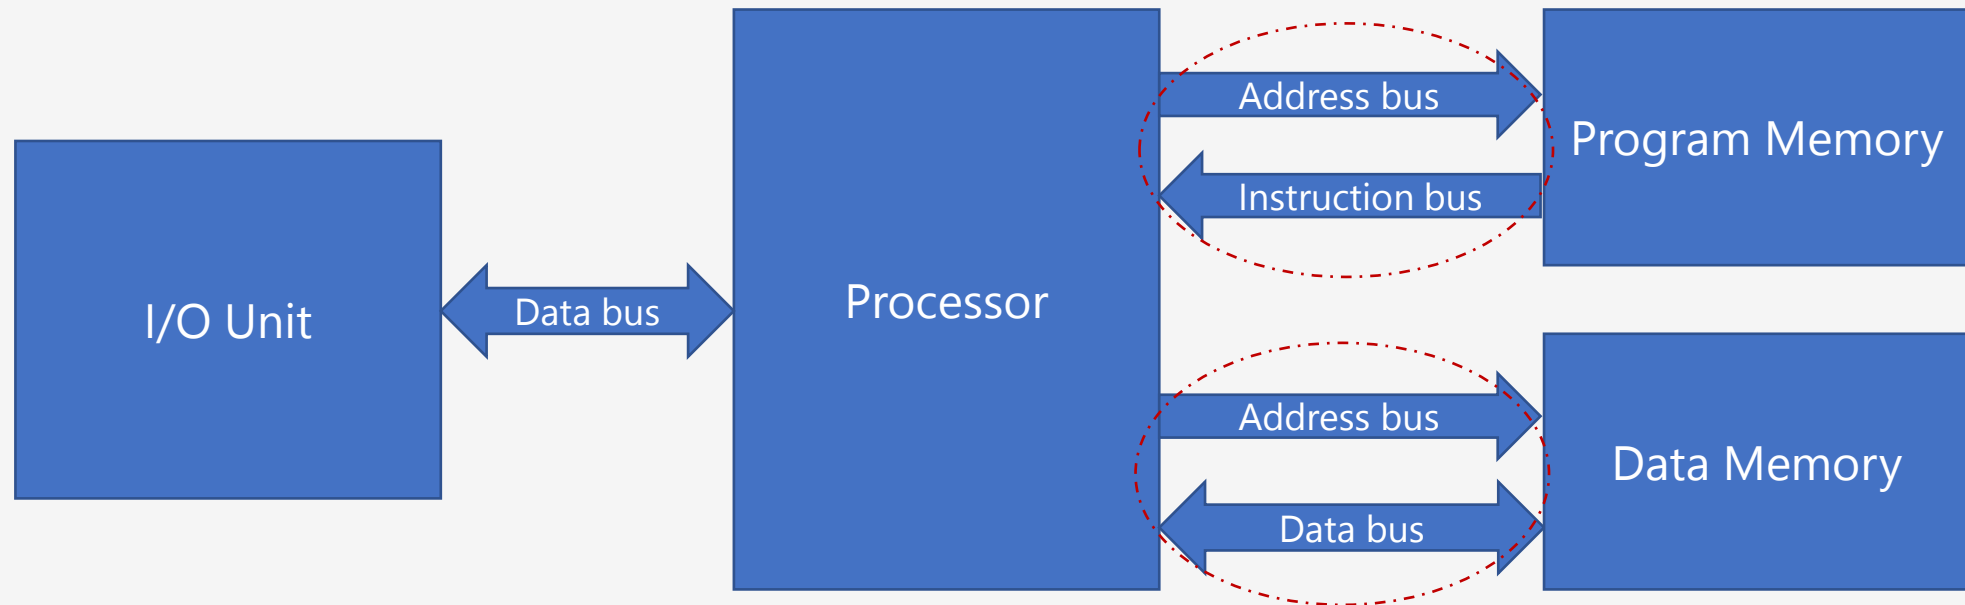 I/O Unit
Data bus
Processor
Address bus
Instruction bus
Program Memory
Address bus
Data bus
Data Memory